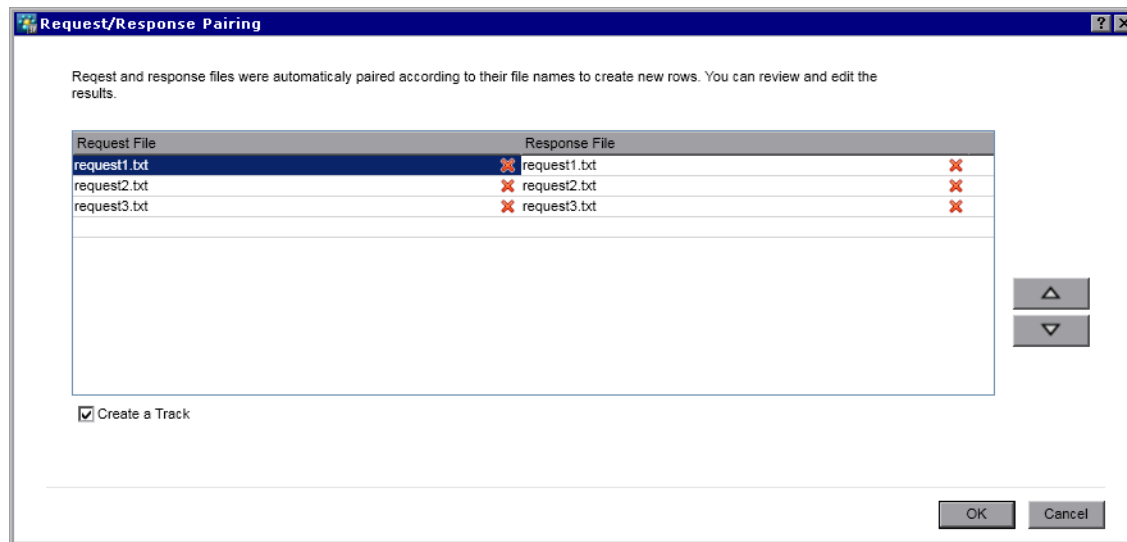 Request/Response Pairing
Reqest and response files were automaticaly paired according to their file names to create new rows. You can review and edit the
results.
Request File Response File
request1.txt request1.txt
request2.txt request2.txt
request3.txt request3.txt
Create a Track
OK Cancel